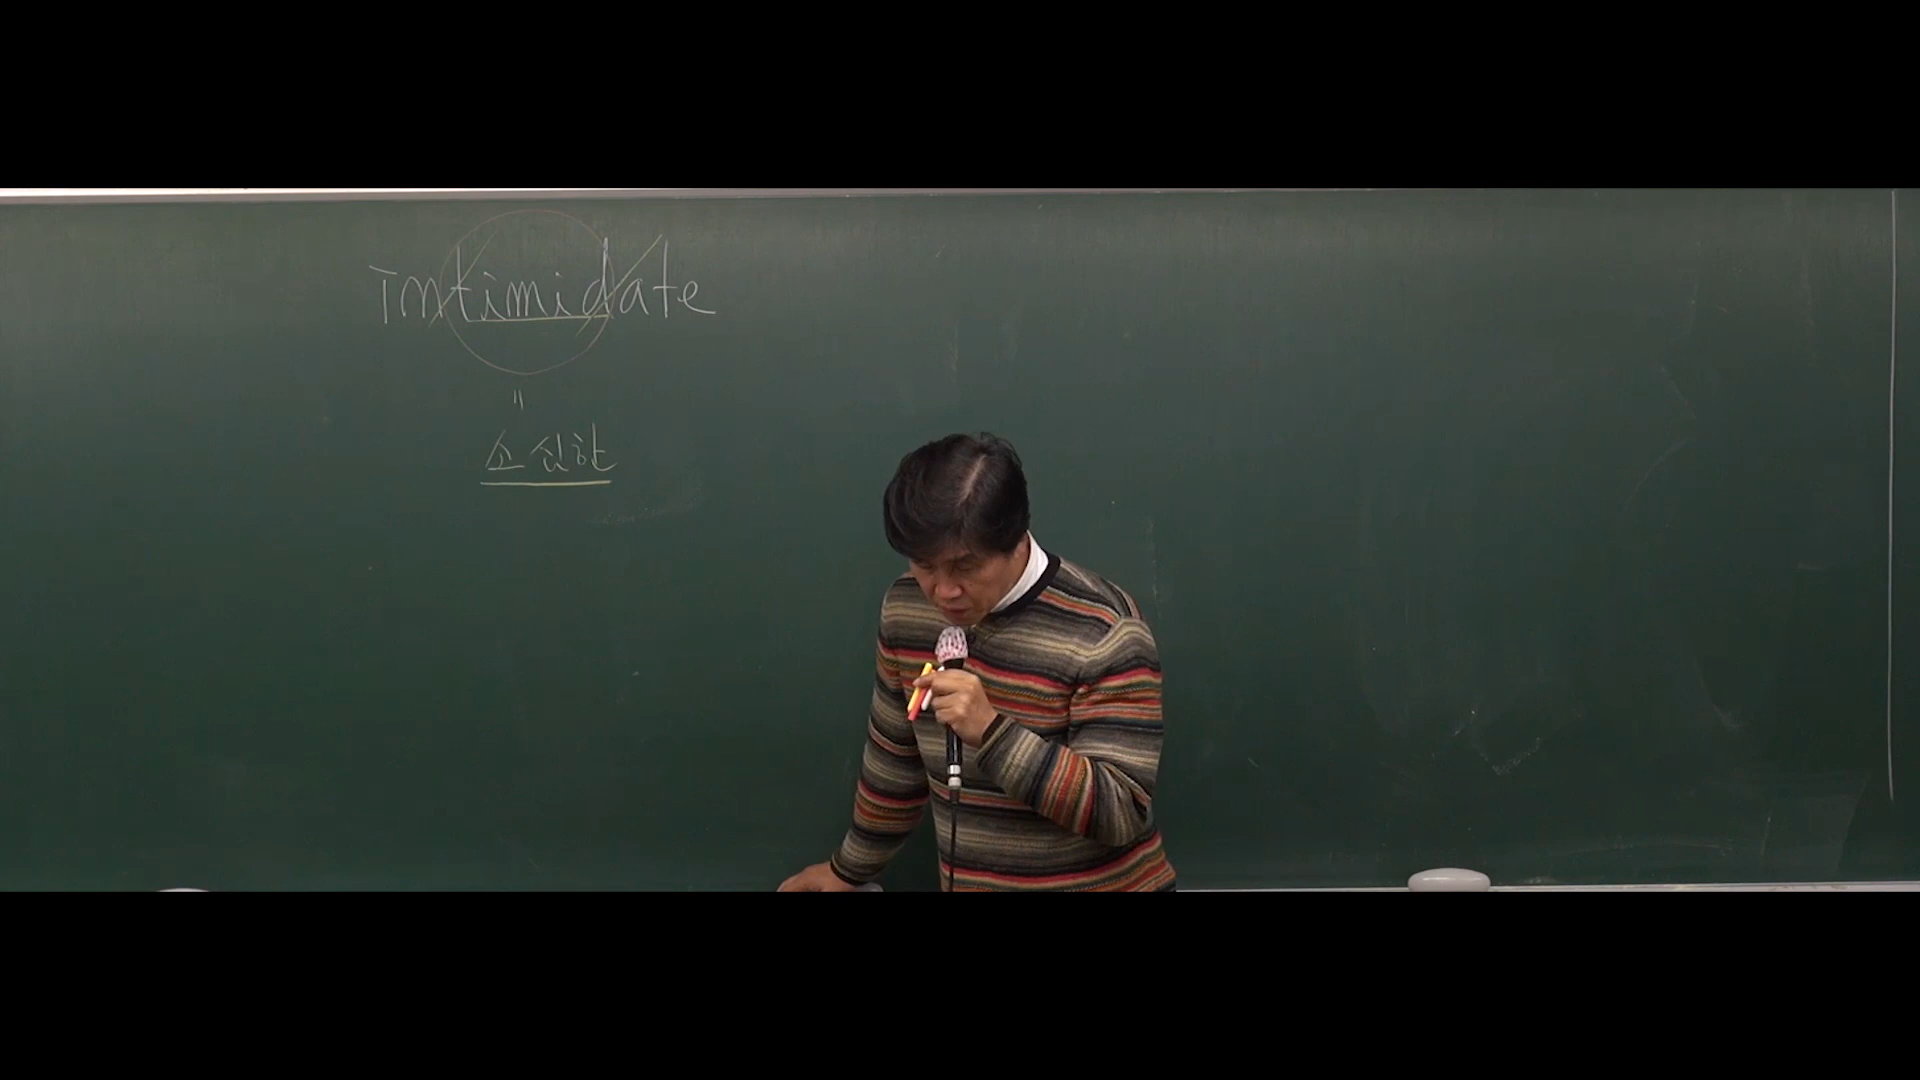 intimidate
=
소심한